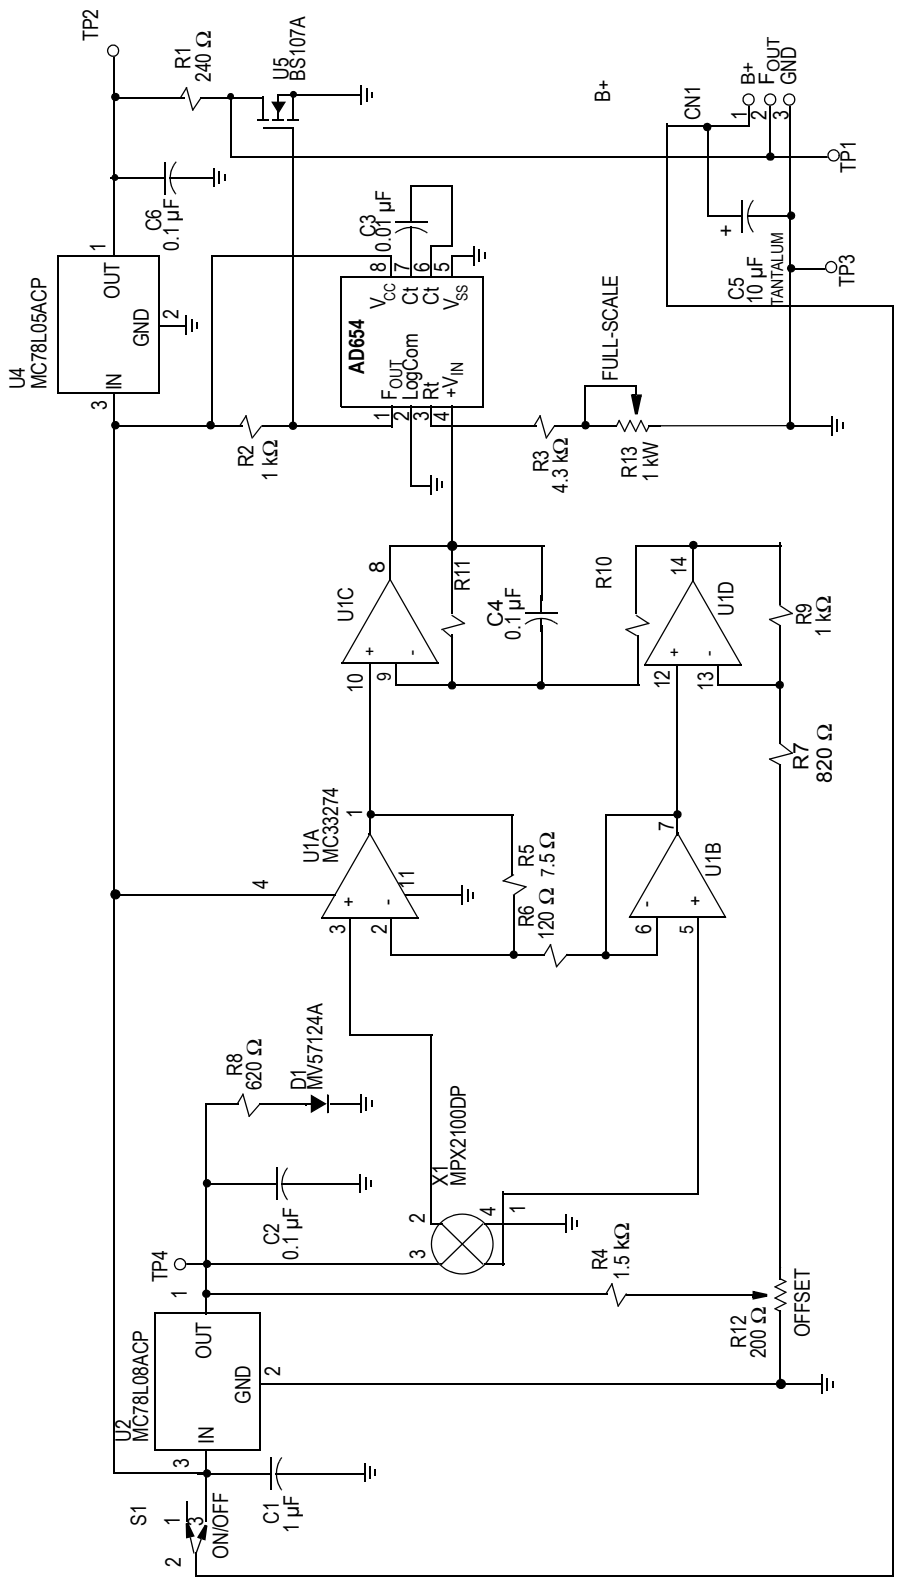 TP2
R1
240 Ω
U5
BS107A
B+
CN1
B+
FOUT
GND
1
2
3
TP1
TP3
C5
10 µF
TANTALUM
+
C6
0.1 µF
U4
MC78L05ACP
1
OUT
GND
2
IN
3
C3
0.01 µF
8
7
6
5
VCC
Ct
Ct
VSS
AD654
FOUT
LogCom
Rt
+VIN
1
2
3
4
R2
1 kΩ
FULL-SCALE
R3
4.3 kΩ
R13
1 kW
8
U1C
+
-
10
9
R11
C4
0.1 µF
R10
14
U1D
+
-
12
13
R9
1 kΩ
R7
820 Ω
U1A
MC33274
1
4
11
+
-
3
2
R5
7.5 Ω
R6
120 Ω
7
U1B
-
+
6
5
R8
620 Ω
D1
MV57124A
C2
0.1 µF
X1
MPX2100DP
2
3
4
1
TP4
1
R4
1.5 kΩ
R12
200 Ω
OFFSET
U2
MC78L08ACP
OUT
GND
2
IN
3
S1
1
3
2
ON/OFF
C1
1 µF